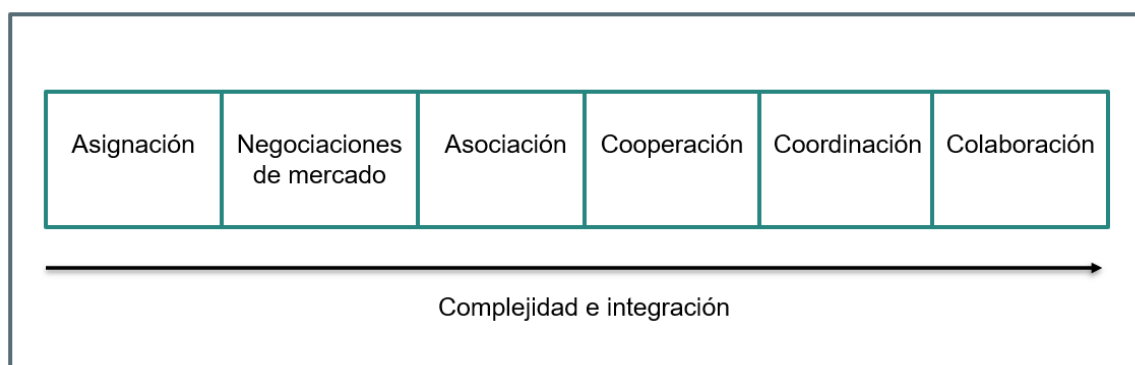 Asignación
Negociaciones
de mercado
Asociación
Cooperación
Coordinación
Colaboración
Complejidad e integración